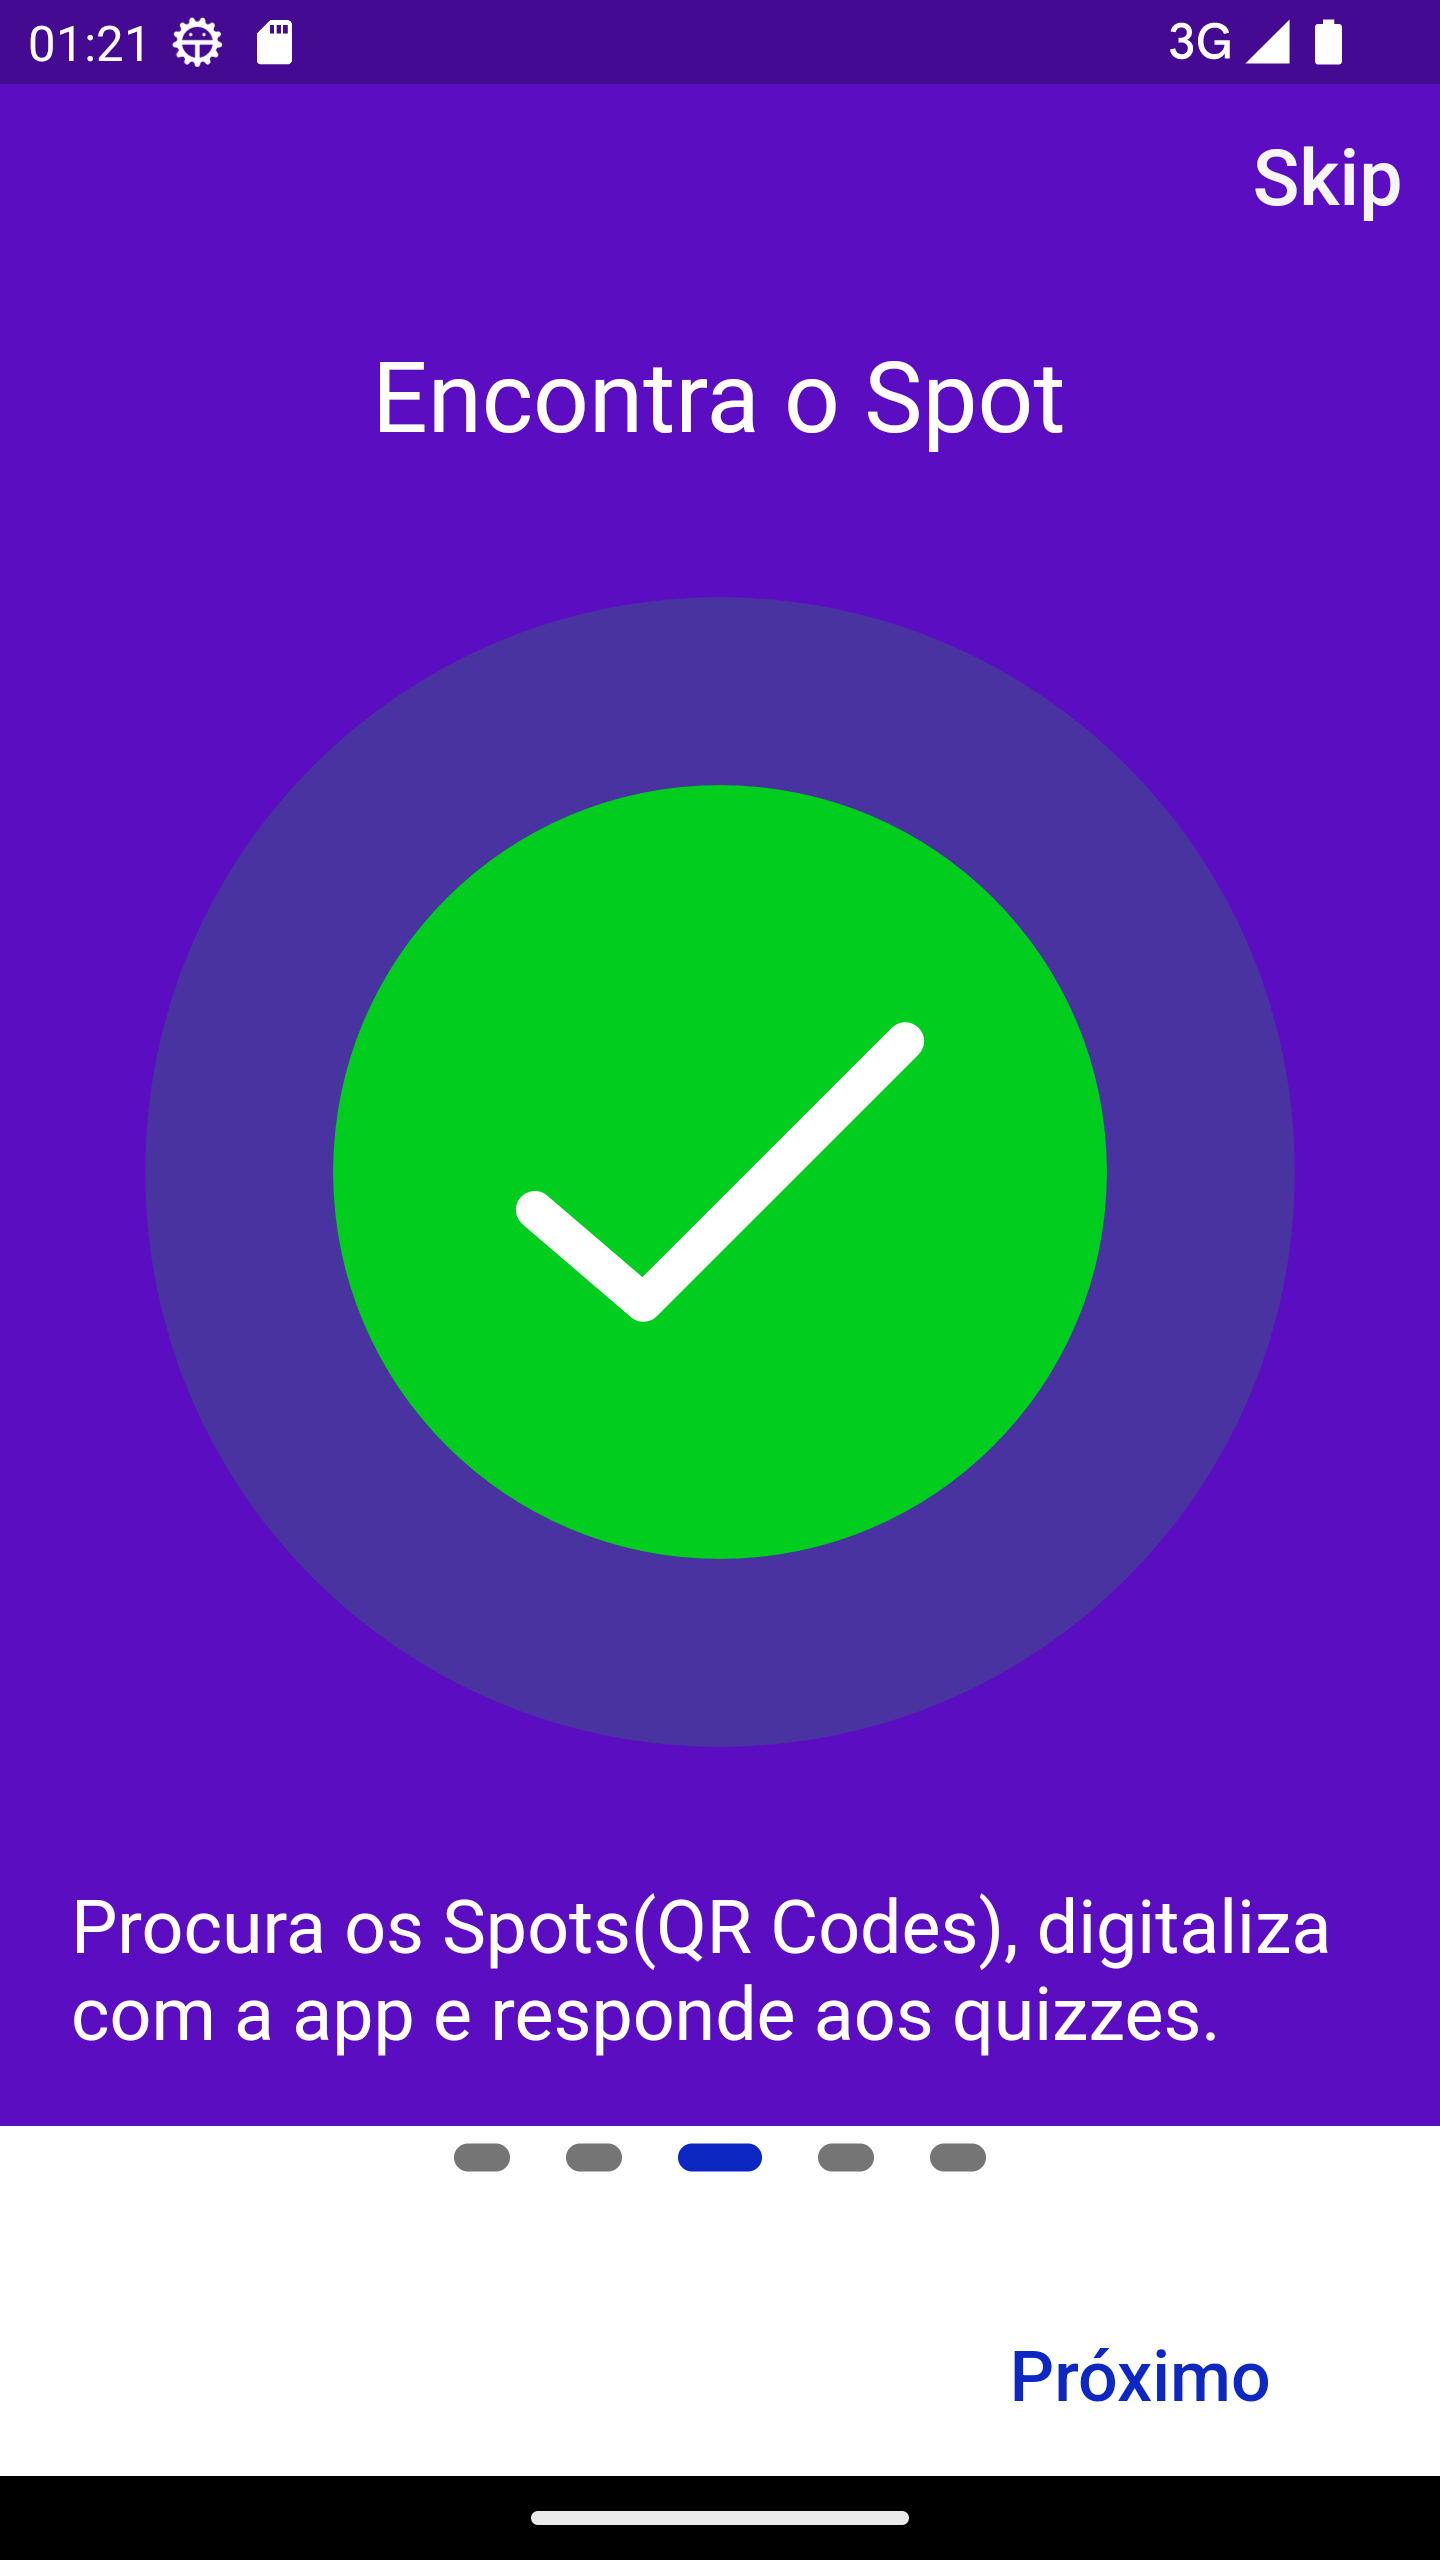 01:21
3G
Skip
Encontra o Spot
Procura os Spots(QR Codes), digitaliza
com a app e responde aos quizzes.
Próximo